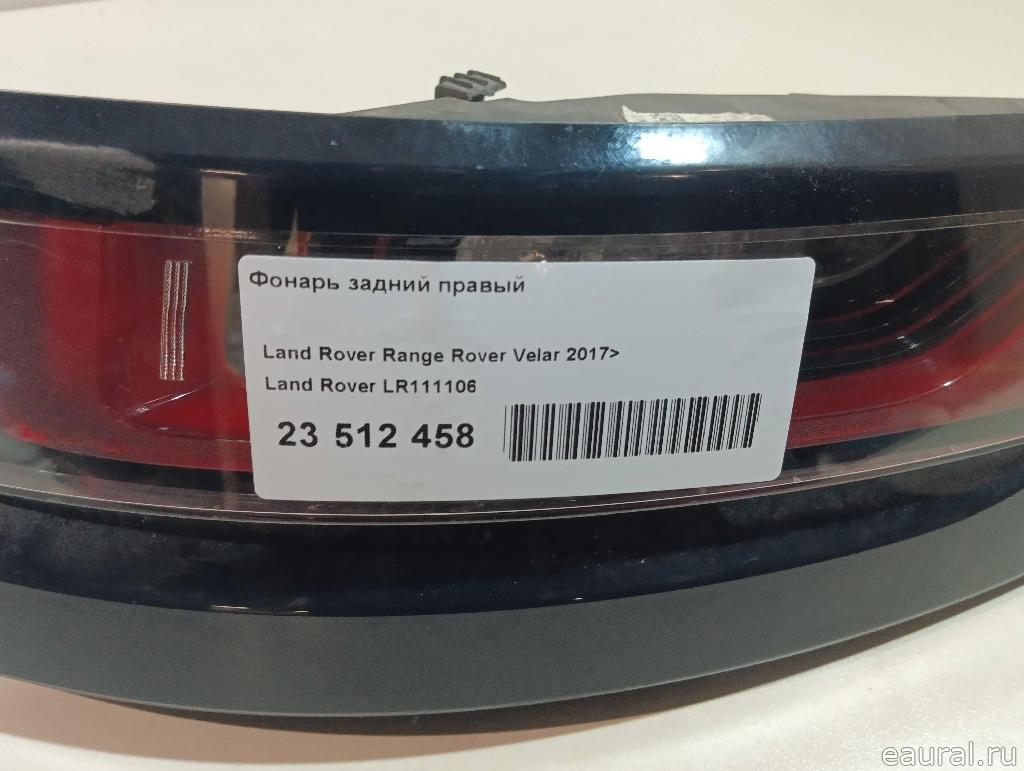 Фонарь задний правый
Land Rover Range Rover Velar 2017>
Land Rover LR111106
23 512 458
eaural.ru